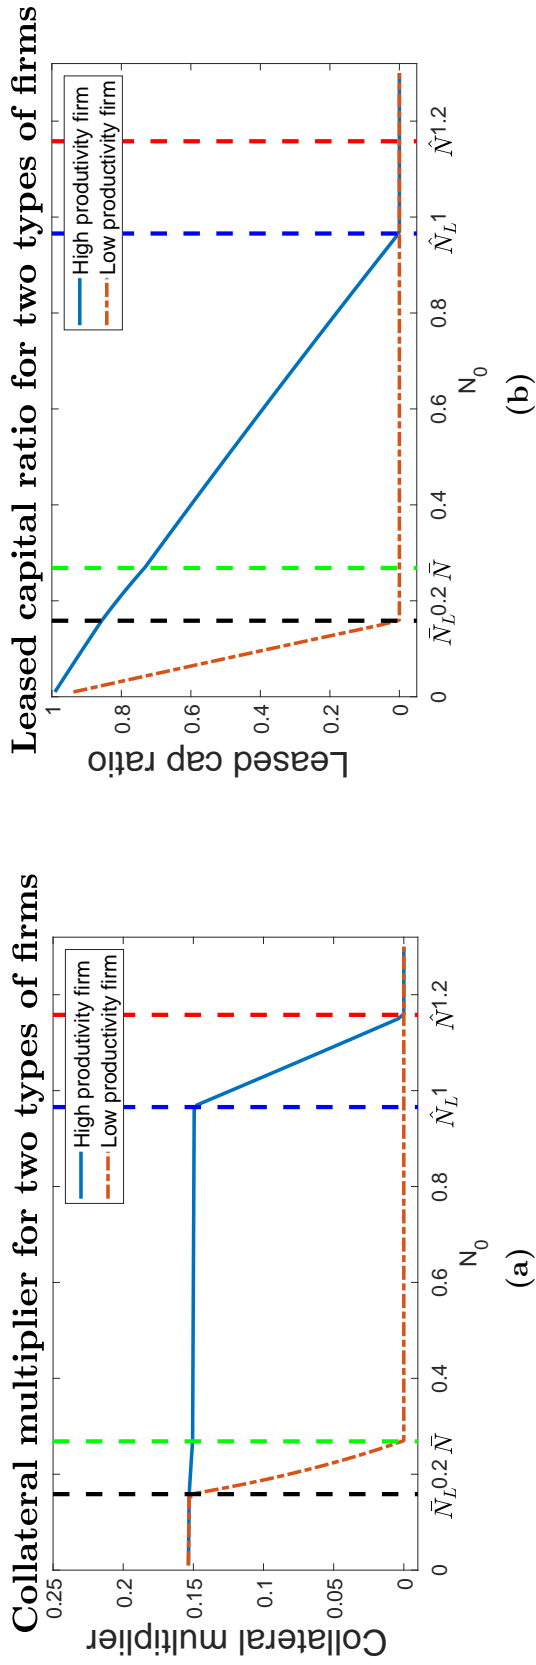 Collateral multiplier for two types of firms
High produtivity firm
Low productivity firm
Collateral multiplier
0.25
0.2
0.15
0.1
0.05
0
0 N̄_L 0.2 N̄ 0.4 0.6 0.8 N̂_L 1 N̂ 1.2
N_0
(a)
Leased capital ratio for two types of firms
High produtivity firm
Low productivity firm
Leased cap ratio
1
0.8
0.6
0.4
0.2
0
0 N̄_L 0.2 N̄ 0.4 0.6 0.8 N̂_L 1 N̂ 1.2
N_0
(b)